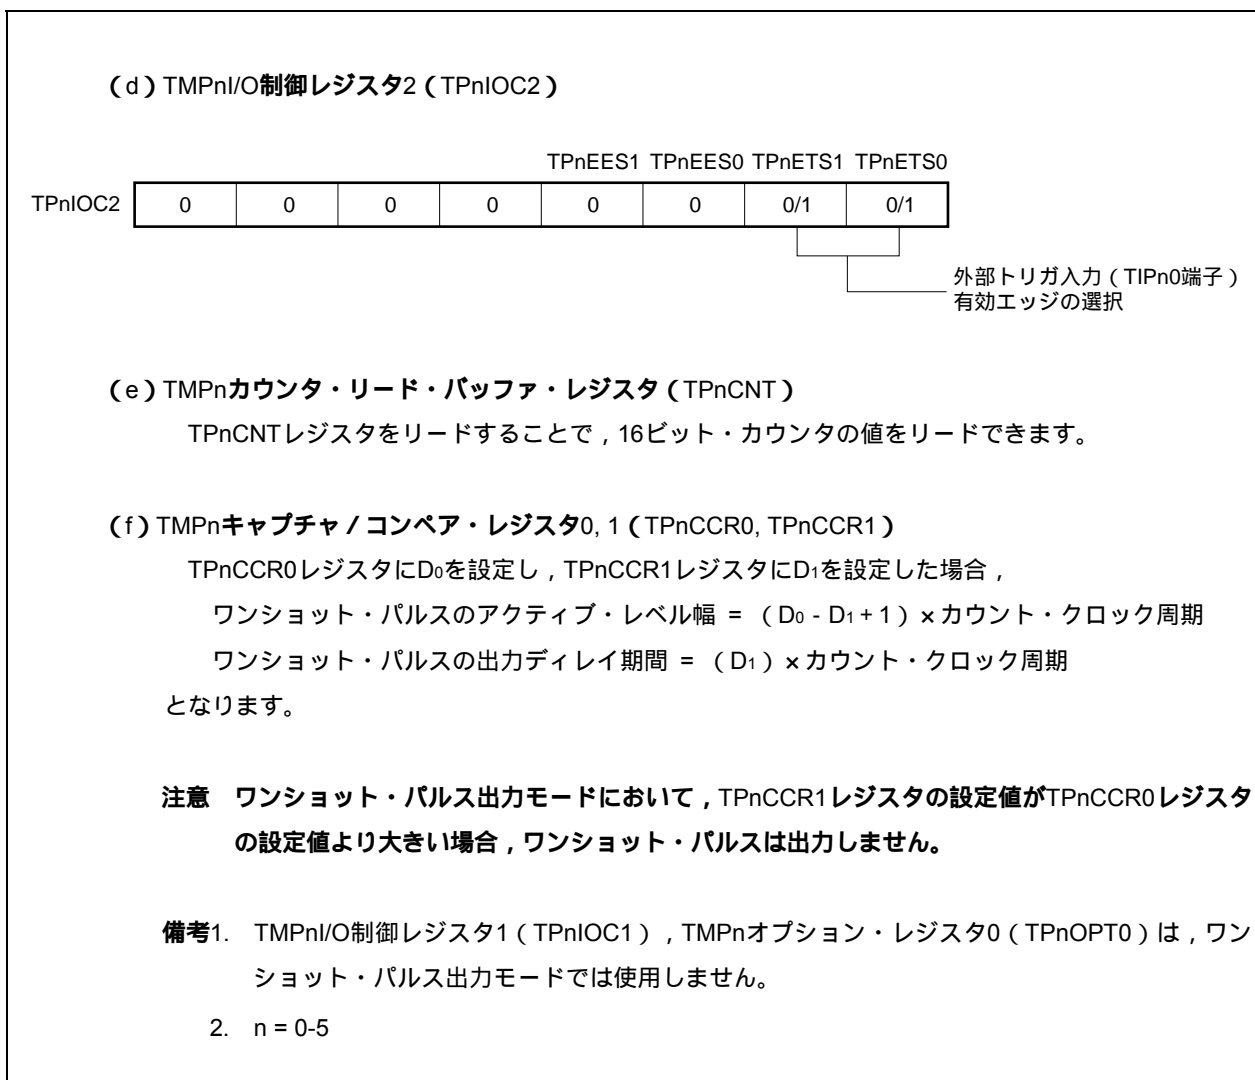 (d)TMPnI/O制御レジスタ2(TPnIOC2)
TPnEES1 TPnEES0 TPnETS1 TPnETS0
TPnIOC2 0 0 0 0 0 0 0/1 0/1
外部トリガ入力(TIPn0端子)
有効エッジの選択
(e)TMPnカウンタ・リード・バッファ・レジスタ(TPnCNT)
TPnCNTレジスタをリードすることで,16ビット・カウンタの値をリードできます。
(f)TMPnキャプチャ/コンペア・レジスタ0, 1(TPnCCR0, TPnCCR1)
TPnCCR0レジスタにD0を設定し,TPnCCR1レジスタにD1を設定した場合,
ワンショット・パルスのアクティブ・レベル幅 = (D0 - D1 + 1)×カウント・クロック周期
ワンショット・パルスの出力ディレイ期間 = (D1)×カウント・クロック周期
となります。
注意 ワンショット・パルス出力モードにおいて,TPnCCR1レジスタの設定値がTPnCCR0レジスタ
の設定値より大きい場合,ワンショット・パルスは出力しません。
備考1. TMPnI/O制御レジスタ1(TPnIOC1),TMPnオプション・レジスタ0(TPnOPT0)は,ワン
ショット・パルス出力モードでは使用しません。
2. n = 0-5